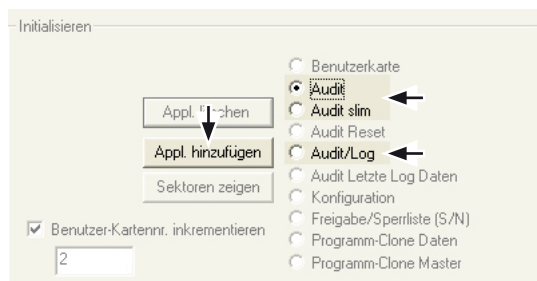 Initialisieren
Benutzerkarte
Audit
Audit slim
Audit Reset
Audit/Log
Audit Letzte Log Daten
Konfiguration
Freigabe/Sperrliste (S/N)
Programm-Clone Daten
Programm-Clone Master
Appl.
Appl. hinzufügen
Sektoren zeigen
Benutzer-Kartennr. inkrementieren
2